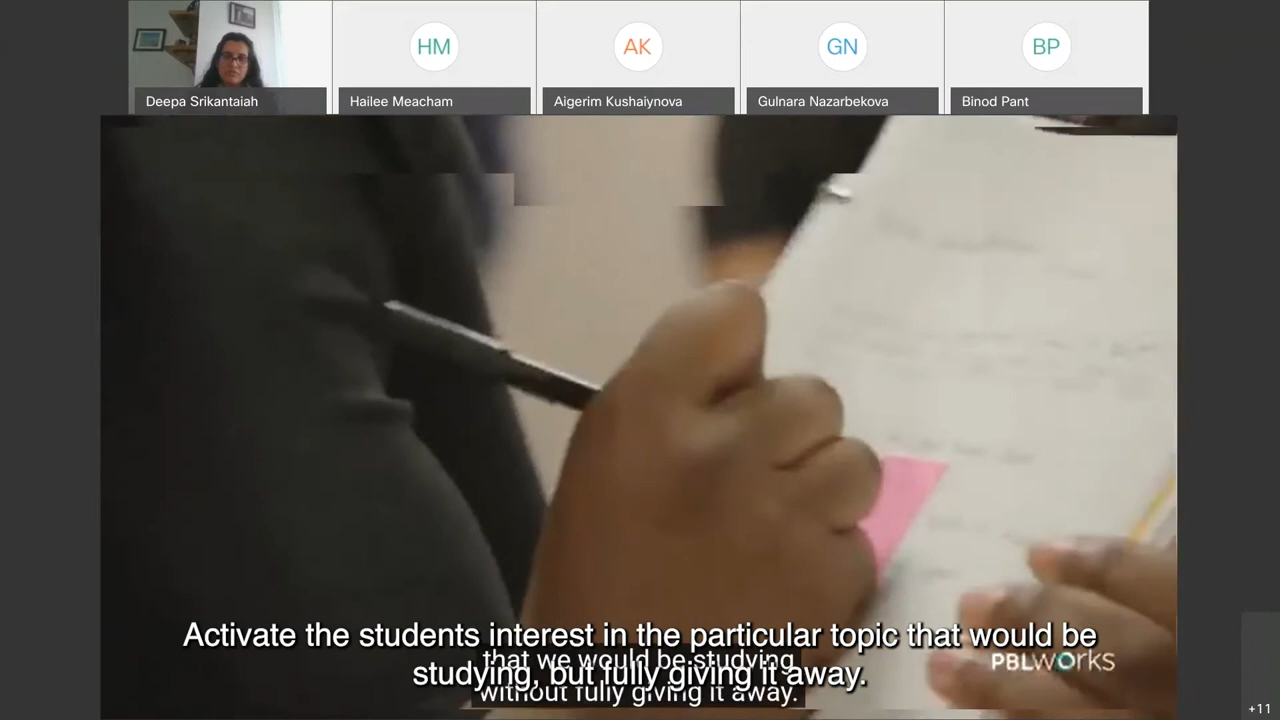 HM
AK
GN
BP
Deepa Srikantaiah
Hailee Meacham
Aigerim Kushaiynova
Gulnara Nazarbekova
Binod Pant
Activate the students interest in the particular topic that would be
studying, but fully giving it away.
that we would be studying
without fully giving it away.
PBLWorks
+11